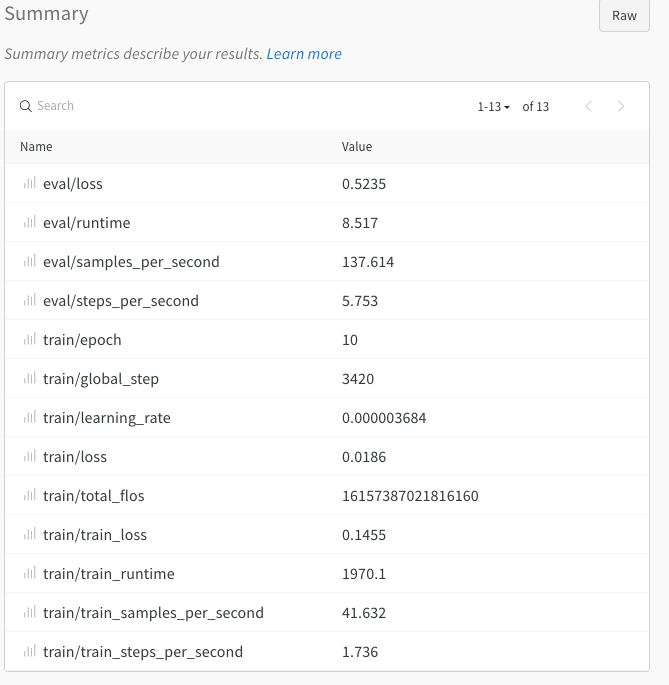 Summary
Raw
Summary metrics describe your results. Learn more
Search
1-13 of 13
Name Value
eval/loss 0.5235
eval/runtime 8.517
eval/samples_per_second 137.614
eval/steps_per_second 5.753
train/epoch 10
train/global_step 3420
train/learning_rate 0.000003684
train/loss 0.0186
train/total_flos 16157387021816160
train/train_loss 0.1455
train/train_runtime 1970.1
train/train_samples_per_second 41.632
train/train_steps_per_second 1.736